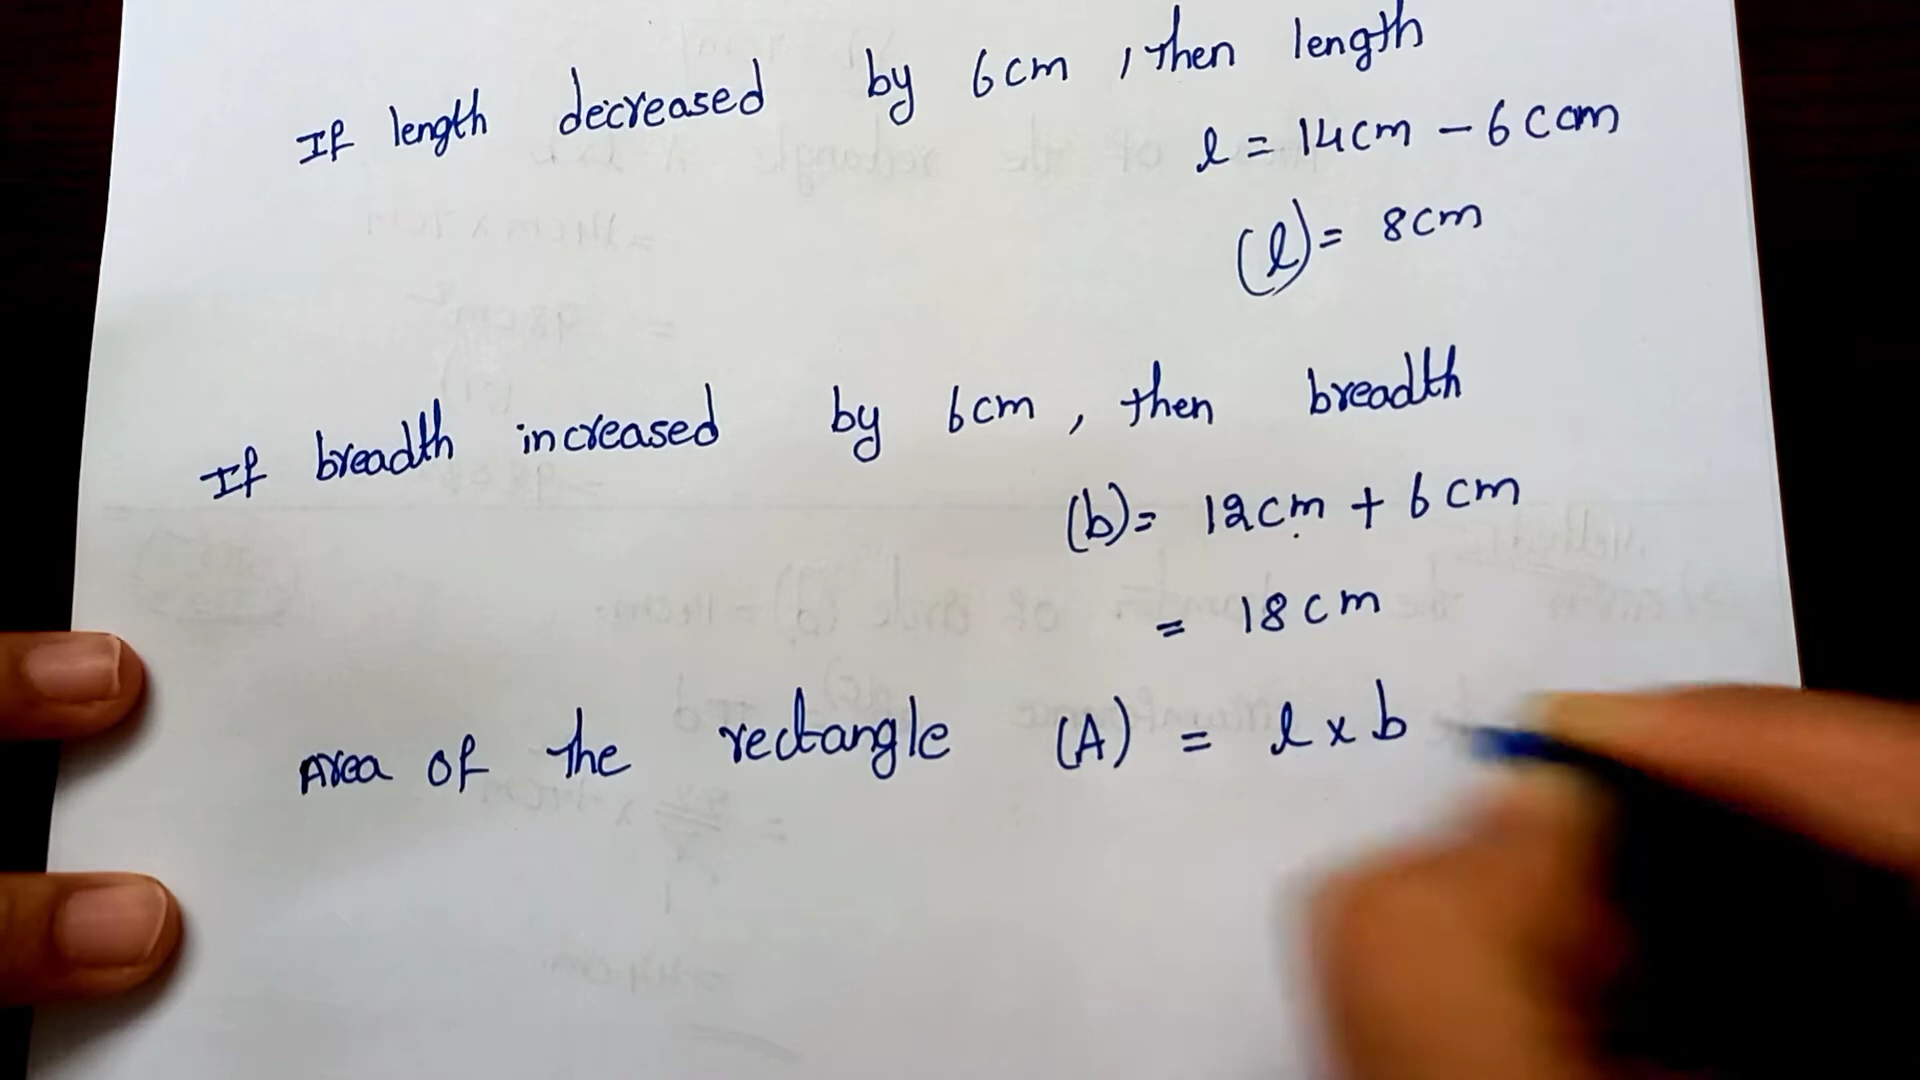 If length decreased by 6cm, then length
l = 14cm - 6ccm
(l) = 8cm
If breadth increased by 6cm, then breadth
(b) = 12cm + 6cm
= 18cm
Area of the rectangle (A) = l x b